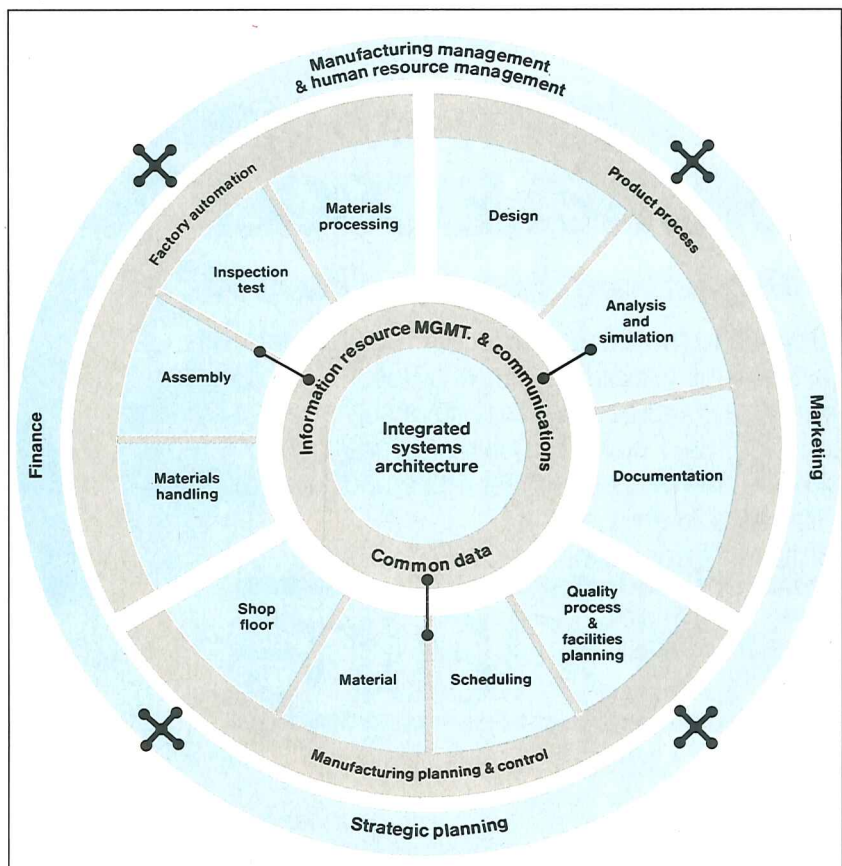 Manufacturing management
& human resource management
Factory automation
Product process
Materials
processing
Design
Inspection
test
Analysis
and
simulation
Information resource MGMT. & communications
Assembly
Integrated
systems
architecture
Finance
Marketing
Materials
handling
Documentation
Common data
Shop
floor
Quality
process
&
facilities
planning
Material
Scheduling
Manufacturing planning & control
Strategic planning